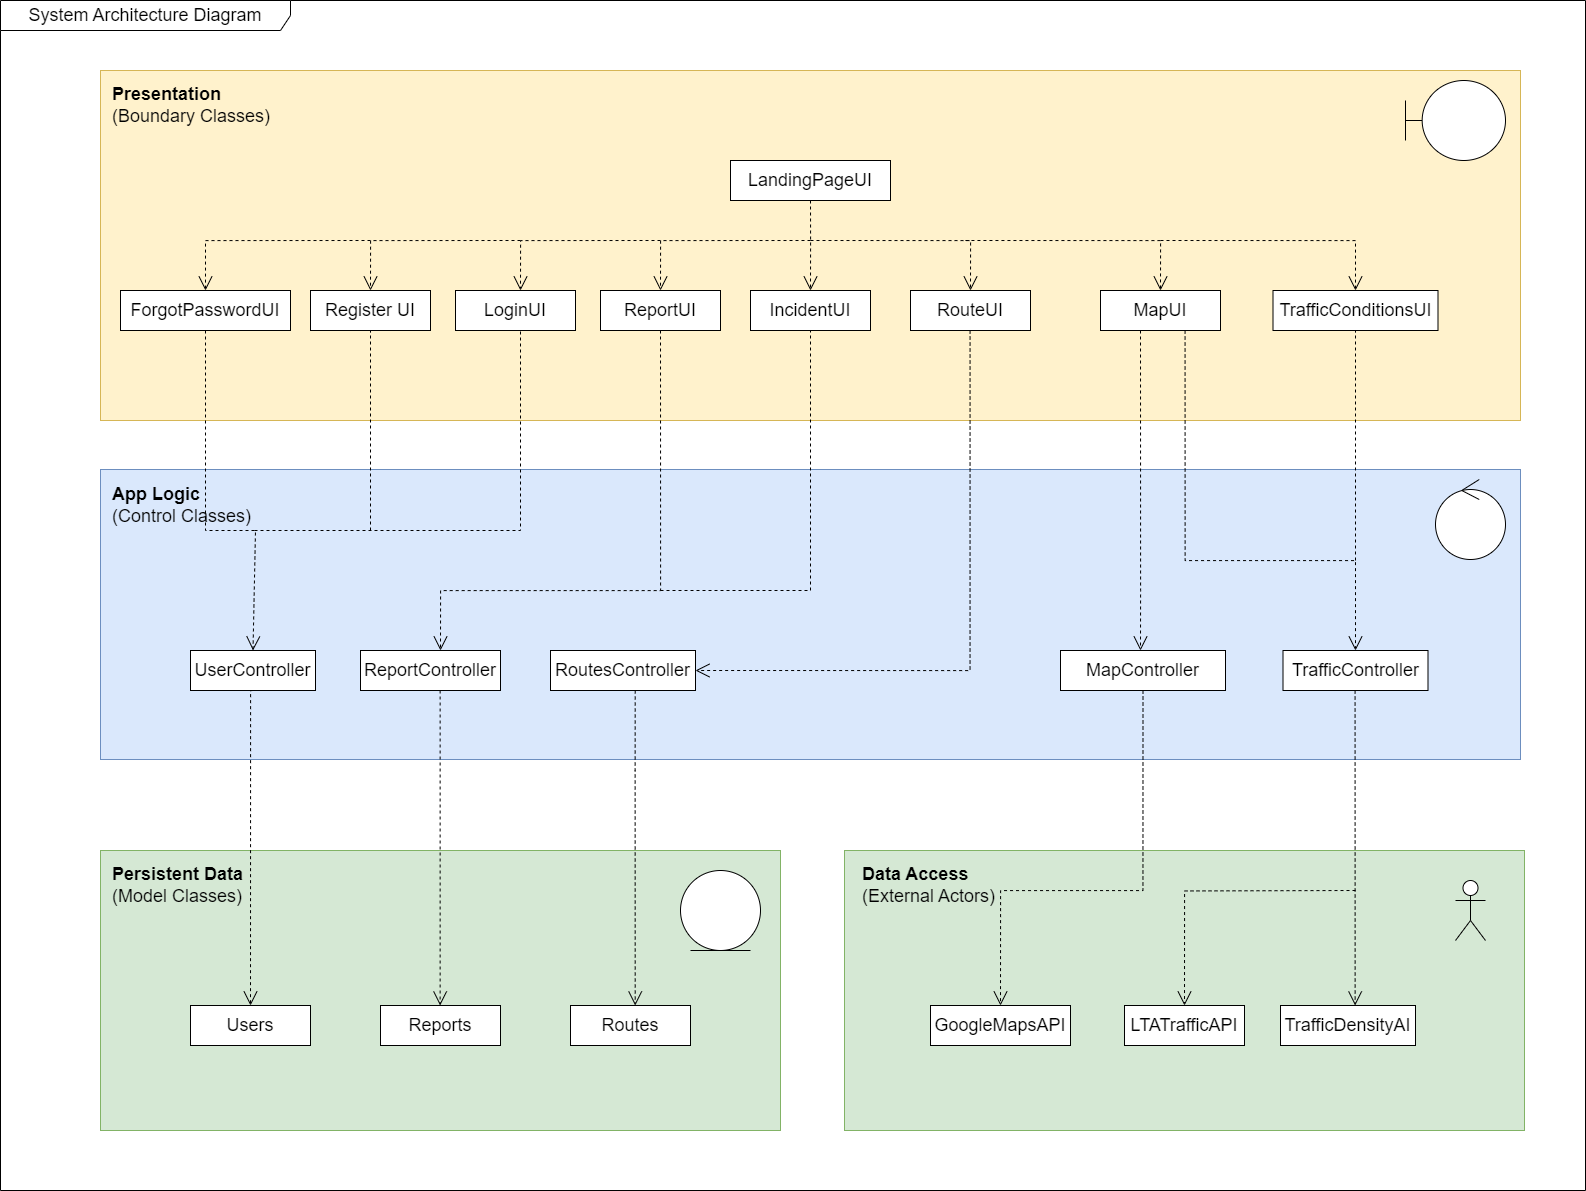 System Architecture Diagram
Presentation
(Boundary Classes)
LandingPageUI
ForgotPasswordUI
Register UI
LoginUI
ReportUI
IncidentUI
RouteUI
MapUI
TrafficConditionsUI
App Logic
(Control Classes)
UserController
ReportController
RoutesController
MapController
TrafficController
Persistent Data
(Model Classes)
Users
Reports
Routes
Data Access
(External Actors)
GoogleMapsAPI
LTATrafficAPI
TrafficDensityAI